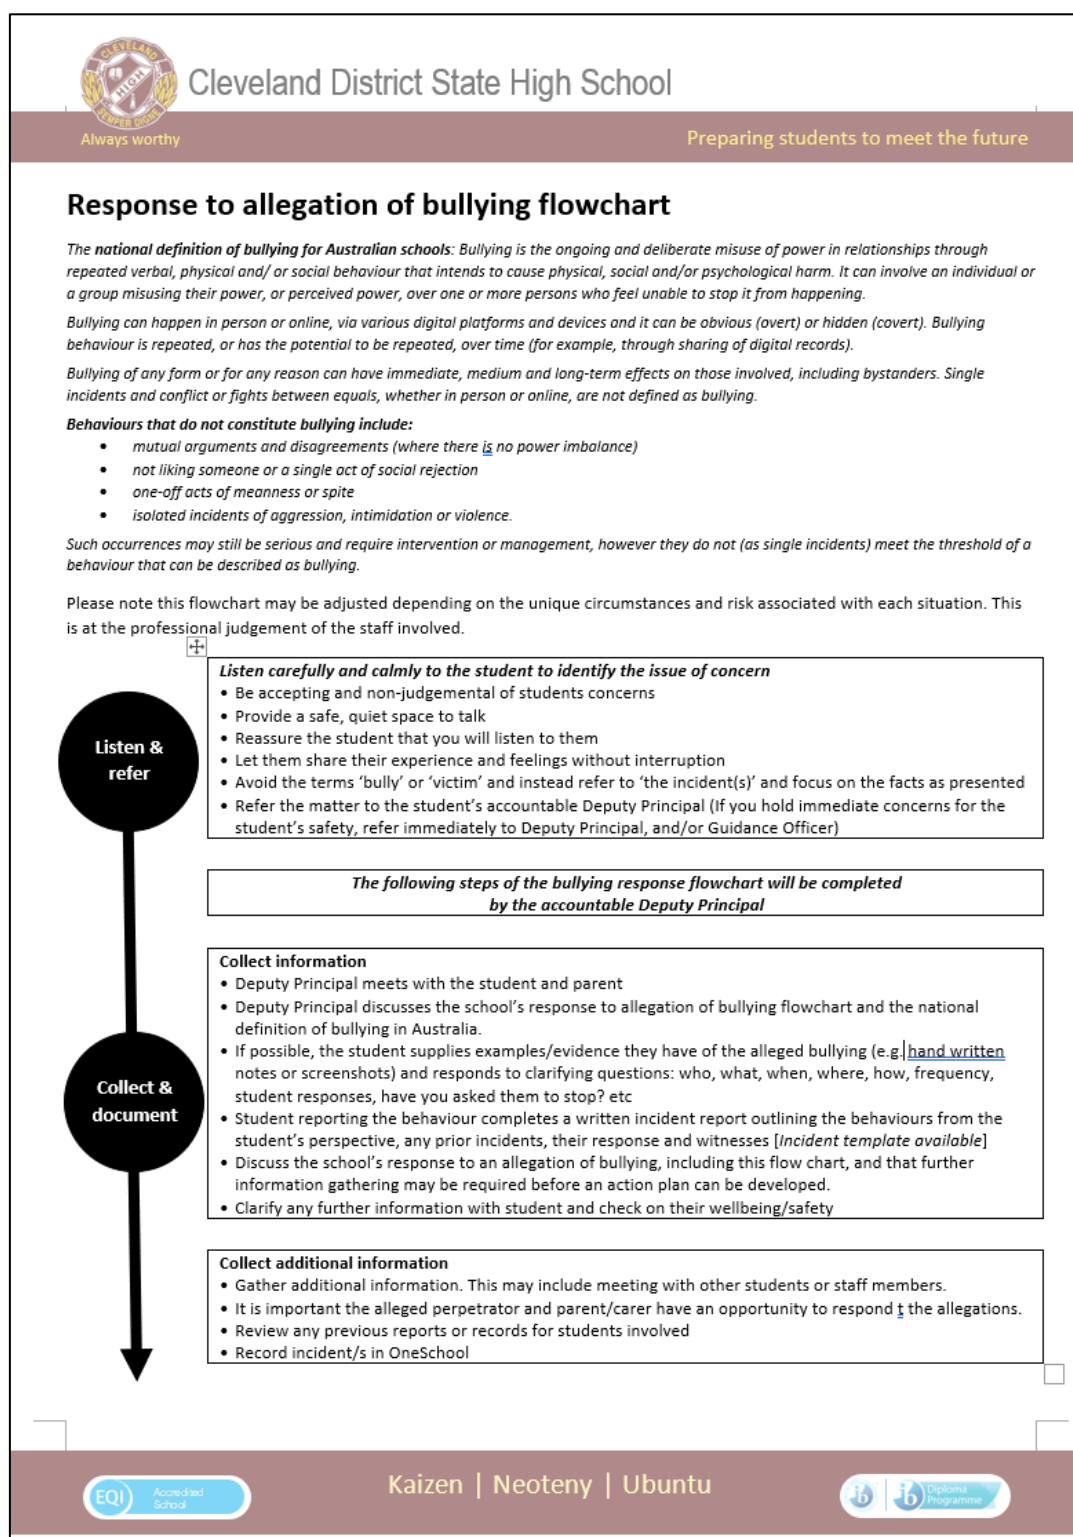 CLEVELAND
HIGH
SEMPER DIGNE
Cleveland District State High School
Always worthy
Preparing students to meet the future
Response to allegation of bullying flowchart
The national definition of bullying for Australian schools: Bullying is the ongoing and deliberate misuse of power in relationships through
repeated verbal, physical and/ or social behaviour that intends to cause physical, social and/or psychological harm. It can involve an individual or
a group misusing their power, or perceived power, over one or more persons who feel unable to stop it from happening.
Bullying can happen in person or online, via various digital platforms and devices and it can be obvious (overt) or hidden (covert). Bullying
behaviour is repeated, or has the potential to be repeated, over time (for example, through sharing of digital records).
Bullying of any form or for any reason can have immediate, medium and long-term effects on those involved, including bystanders. Single
incidents and conflict or fights between equals, whether in person or online, are not defined as bullying.
Behaviours that do not constitute bullying include:
• mutual arguments and disagreements (where there is no power imbalance)
• not liking someone or a single act of social rejection
• one-off acts of meanness or spite
• isolated incidents of aggression, intimidation or violence.
Such occurrences may still be serious and require intervention or management, however they do not (as single incidents) meet the threshold of a
behaviour that can be described as bullying.
Please note this flowchart may be adjusted depending on the unique circumstances and risk associated with each situation. This
is at the professional judgement of the staff involved.
Listen & refer
Listen carefully and calmly to the student to identify the issue of concern
• Be accepting and non-judgemental of students concerns
• Provide a safe, quiet space to talk
• Reassure the student that you will listen to them
• Let them share their experience and feelings without interruption
• Avoid the terms ‘bully’ or ‘victim’ and instead refer to ‘the incident(s)’ and focus on the facts as presented
• Refer the matter to the student’s accountable Deputy Principal (If you hold immediate concerns for the
student’s safety, refer immediately to Deputy Principal, and/or Guidance Officer)
The following steps of the bullying response flowchart will be completed
by the accountable Deputy Principal
Collect &
document
Collect information
• Deputy Principal meets with the student and parent
• Deputy Principal discusses the school’s response to allegation of bullying flowchart and the national
definition of bullying in Australia.
• If possible, the student supplies examples/evidence they have of the alleged bullying (e.g. hand written
notes or screenshots) and responds to clarifying questions: who, what, when, where, how, frequency,
student responses, have you asked them to stop? etc
• Student reporting the behaviour completes a written incident report outlining the behaviours from the
student’s perspective, any prior incidents, their response and witnesses [Incident template available]
• Discuss the school’s response to an allegation of bullying, including this flow chart, and that further
information gathering may be required before an action plan can be developed.
• Clarify any further information with student and check on their wellbeing/safety
Collect additional information
• Gather additional information. This may include meeting with other students or staff members.
• It is important the alleged perpetrator and parent/carer have an opportunity to respond t the allegations.
• Review any previous reports or records for students involved
• Record incident/s in OneSchool
EQI
Accredited
School
Kaizen | Neoteny | Ubuntu
ib
ib
Diploma
Programme